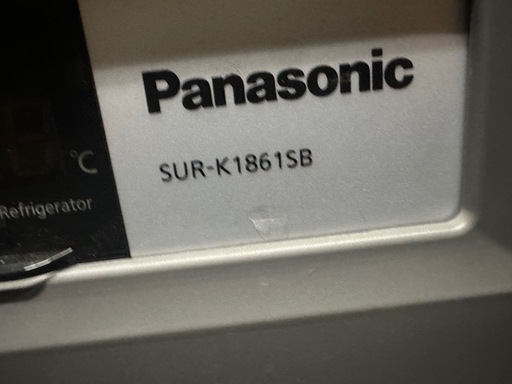 Panasonic
SUR-K1861SB
°C
Refrigerator